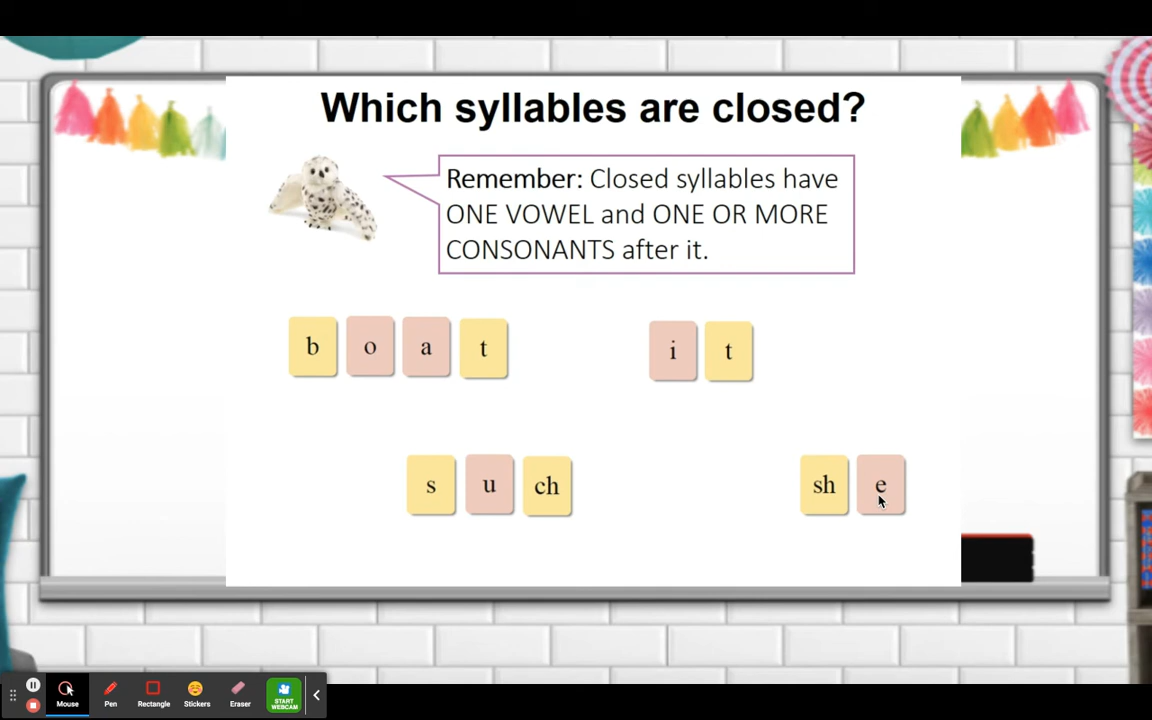 Which syllables are closed?
Remember: Closed syllables have
ONE VOWEL and ONE OR MORE
CONSONANTS after it.
b o a t
i t
s u ch
sh e
Mouse
Pen
Rectangle
Stickers
Eraser
START
WEBCAM